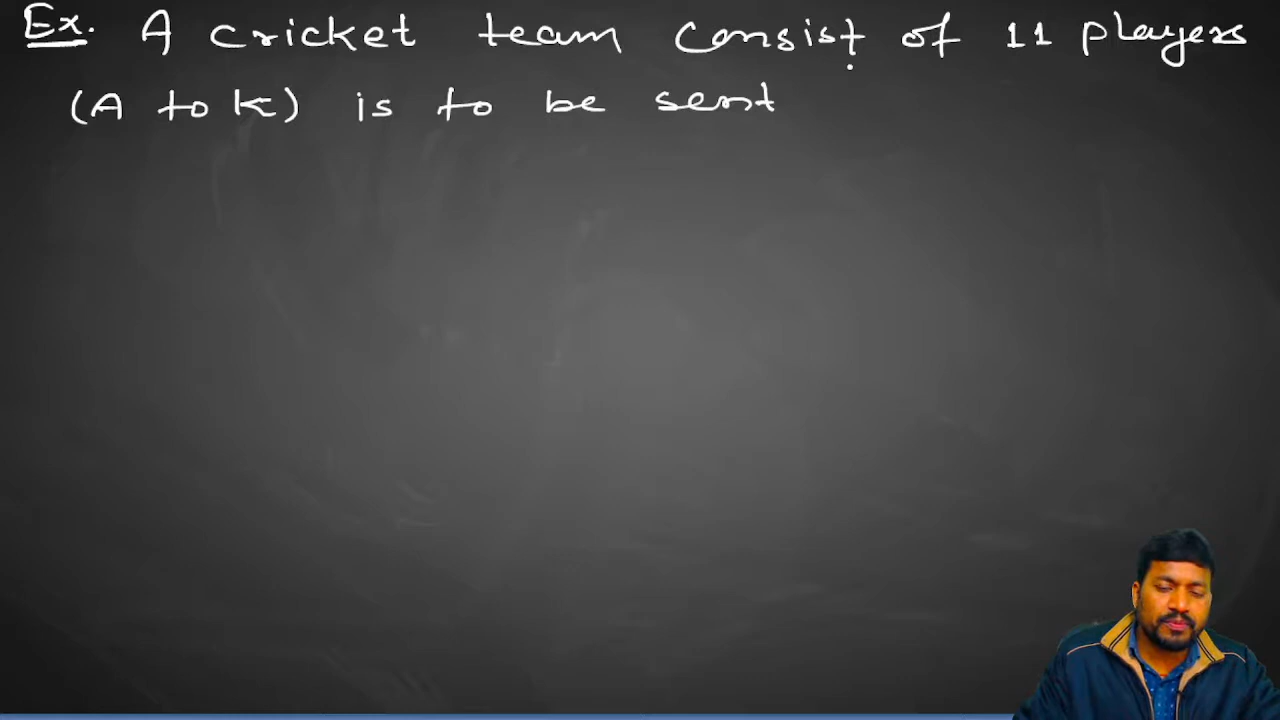 Ex. A cricket team consist of 11 players
(A to K) is to be sent